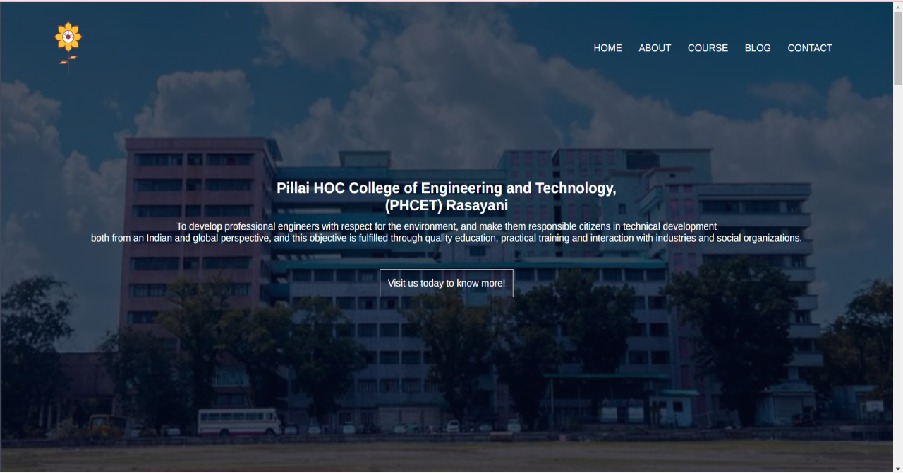 HOME ABOUT COURSE BLOG CONTACT
Pillai HOC College of Engineering and Technology,
(PHCET) Rasayani
To develop professional engineers with respect for the environment, and make them responsible citizens in technical development
both from an Indian and global perspective, and this objective is fulfilled through quality education, practical training and interaction with industries and social organizations.
Visit us today to know more!